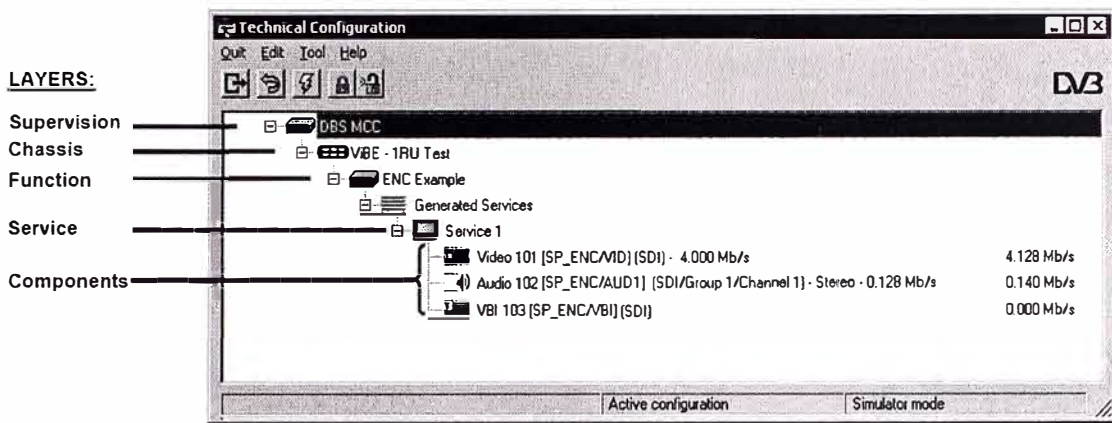 Technical Configuration
Quit Edit Tool Help
LAYERS:
DVB
Supervision
DBS MCC
Chassis
ViBE - 1RU Test
Function
ENC Example
Generated Services
Service
Service 1
Video 101 [SP_ENC/VID] (SDI) - 4.000 Mb/s 4.128 Mb/s
Components
Audio 102 [SP_ENC/AUD1] (SDI/Group 1/Channel 1) - Stereo - 0.128 Mb/s 0.140 Mb/s
VBI 103 [SP_ENC/VBI] (SDI) 0.000 Mb/s
Active configuration Simulator mode